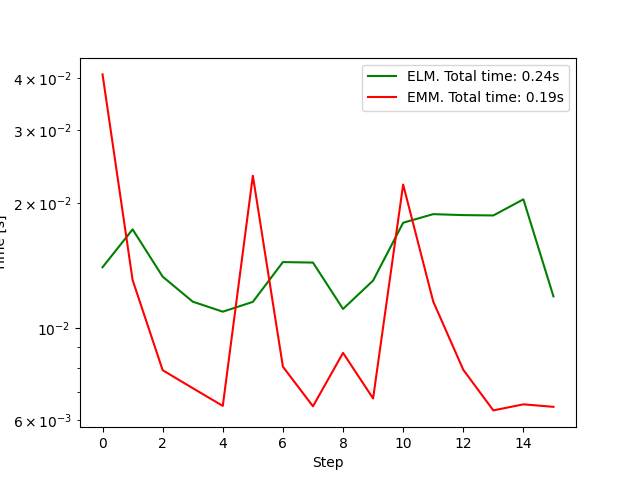 ELM. Total time: 0.24s
EMM. Total time: 0.19s
4 × 10⁻²
3 × 10⁻²
2 × 10⁻²
10⁻²
6 × 10⁻³
Time [s]
0 2 4 6 8 10 12 14
Step